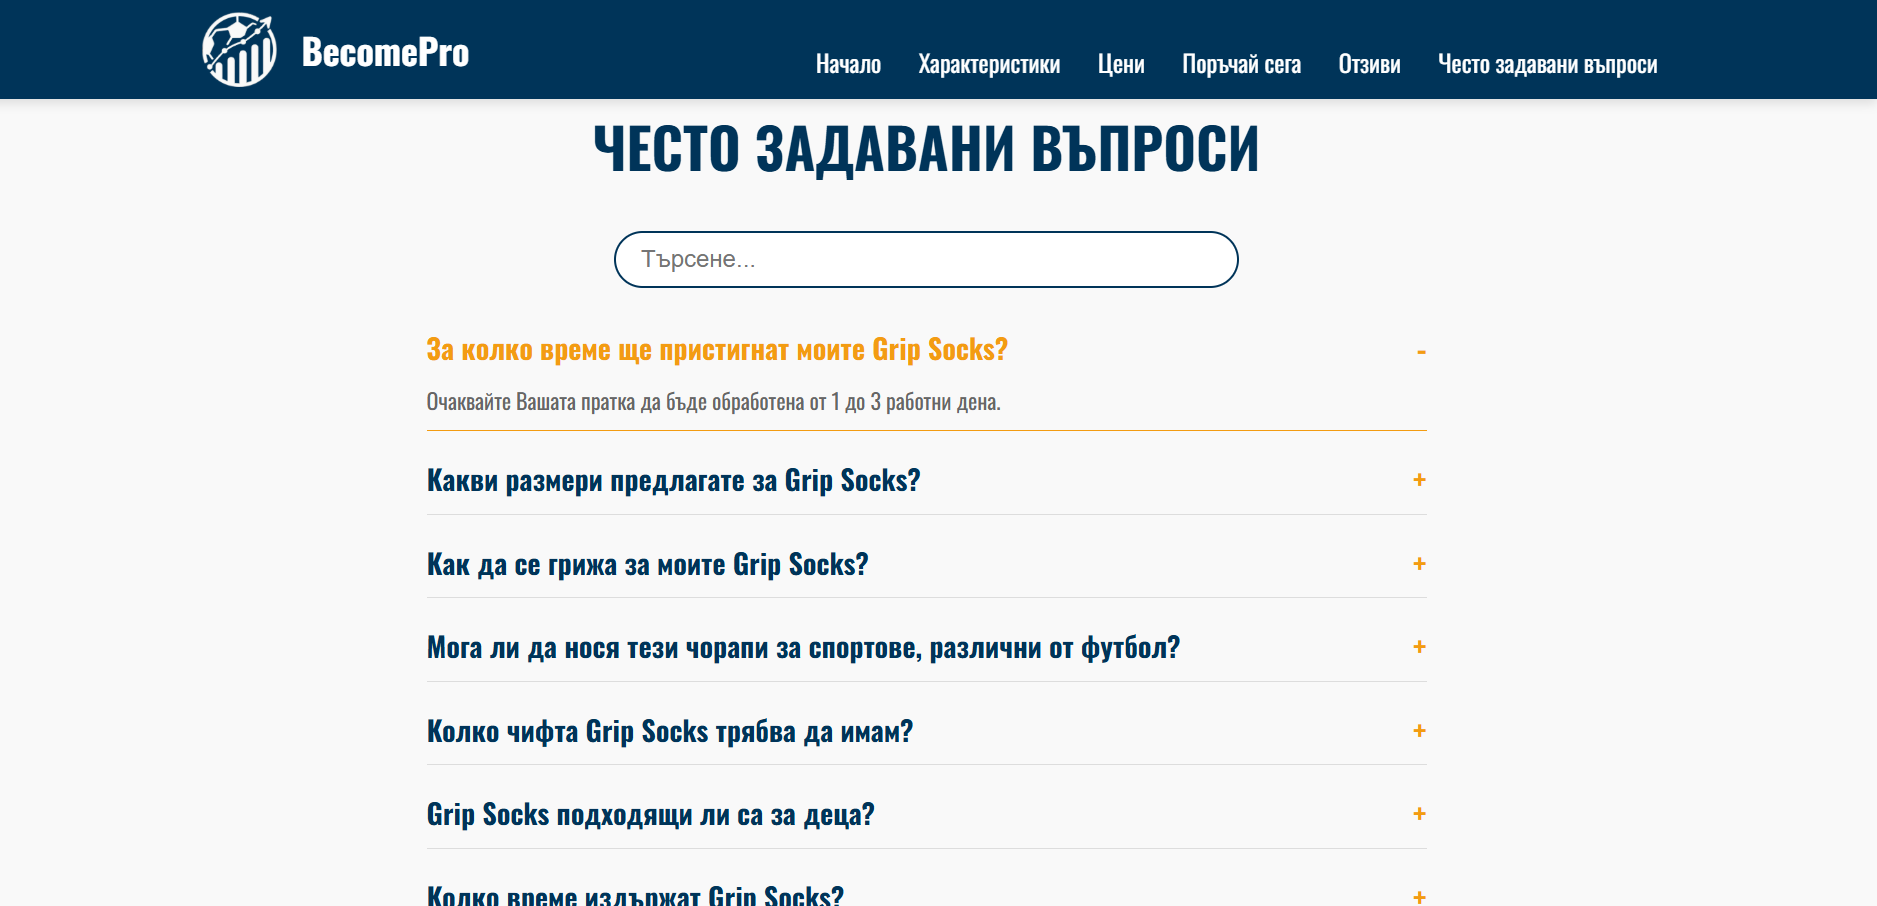 BecomePro
Начало Характеристики Цени Поръчай сега Отзиви Често задавани въпроси
ЧЕСТО ЗАДАВАНИ ВЪПРОСИ
Търсене...
За колко време ще пристигнат моите Grip Socks? -
Очаквайте Вашата пратка да бъде обработена от 1 до 3 работни дена.
Какви размери предлагате за Grip Socks? +
Как да се грижа за моите Grip Socks? +
Мога ли да нося тези чорапи за спортове, различни от футбол? +
Колко чифта Grip Socks трябва да имам? +
Grip Socks подходящи ли са за деца? +
Колко време издържат Grip Socks? +